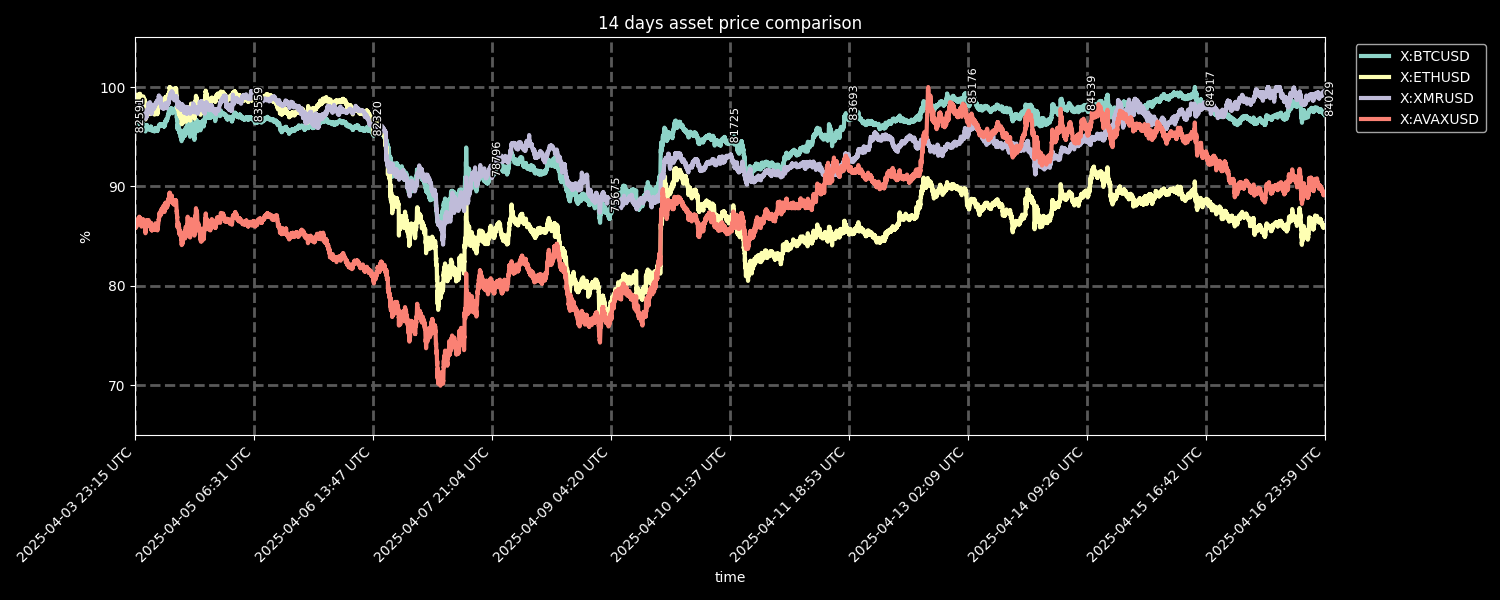 14 days asset price comparison
X:BTCUSD
X:ETHUSD
X:XMRUSD
X:AVAXUSD
100
90
80
70
%
82591
83559
82320
78796
75675
81725
83693
85176
84539
84917
84029
2025-04-03 23:15 UTC
2025-04-05 06:31 UTC
2025-04-06 13:47 UTC
2025-04-07 21:04 UTC
2025-04-09 04:20 UTC
2025-04-10 11:37 UTC
2025-04-11 18:53 UTC
2025-04-13 02:09 UTC
2025-04-14 09:26 UTC
2025-04-15 16:42 UTC
2025-04-16 23:59 UTC
time